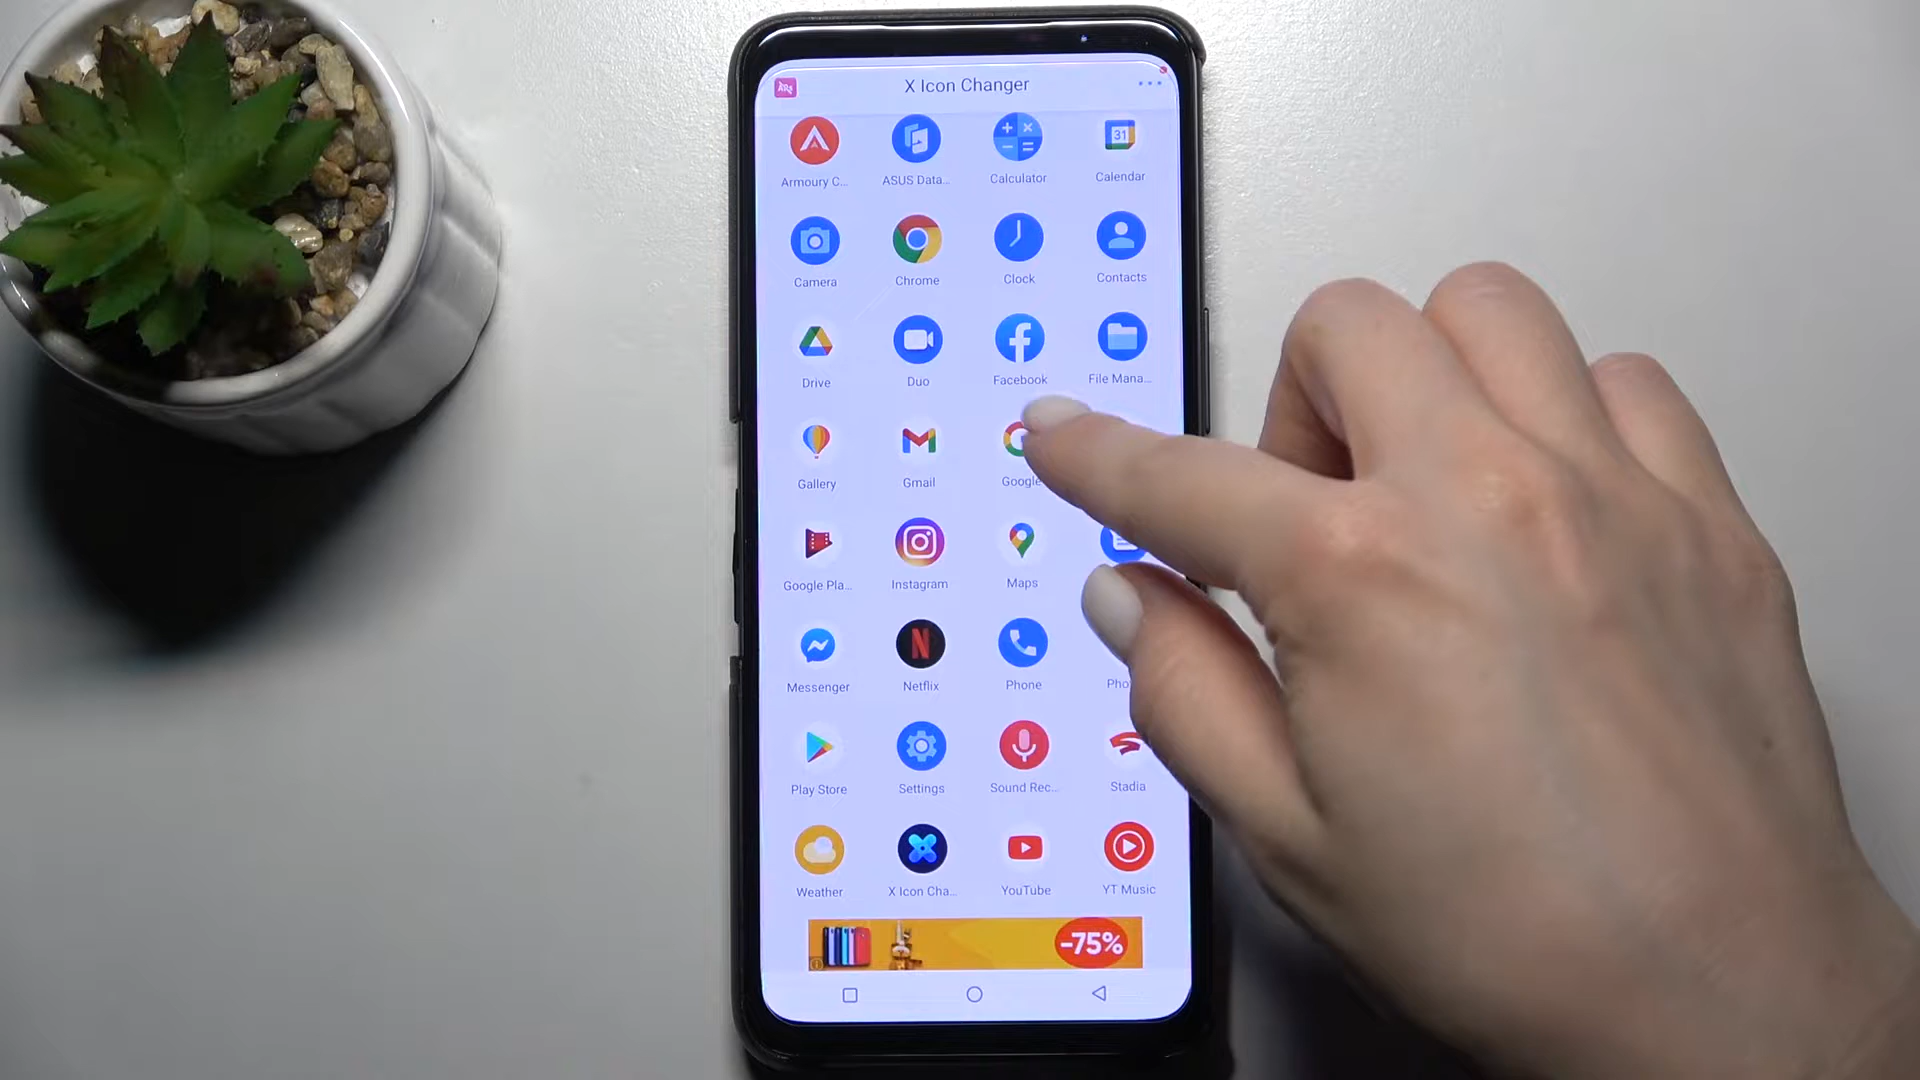 X Icon Changer
Armoury C... ASUS Data... Calculator Calendar
31
Camera Chrome Clock Contacts
Drive Duo Facebook File Mana...
Gallery Gmail Google
Google Pla... Instagram Maps
Messenger Netflix Phone
Play Store Settings Sound Rec... Stadia
Weather X Icon Cha... YouTube YT Music
-75%